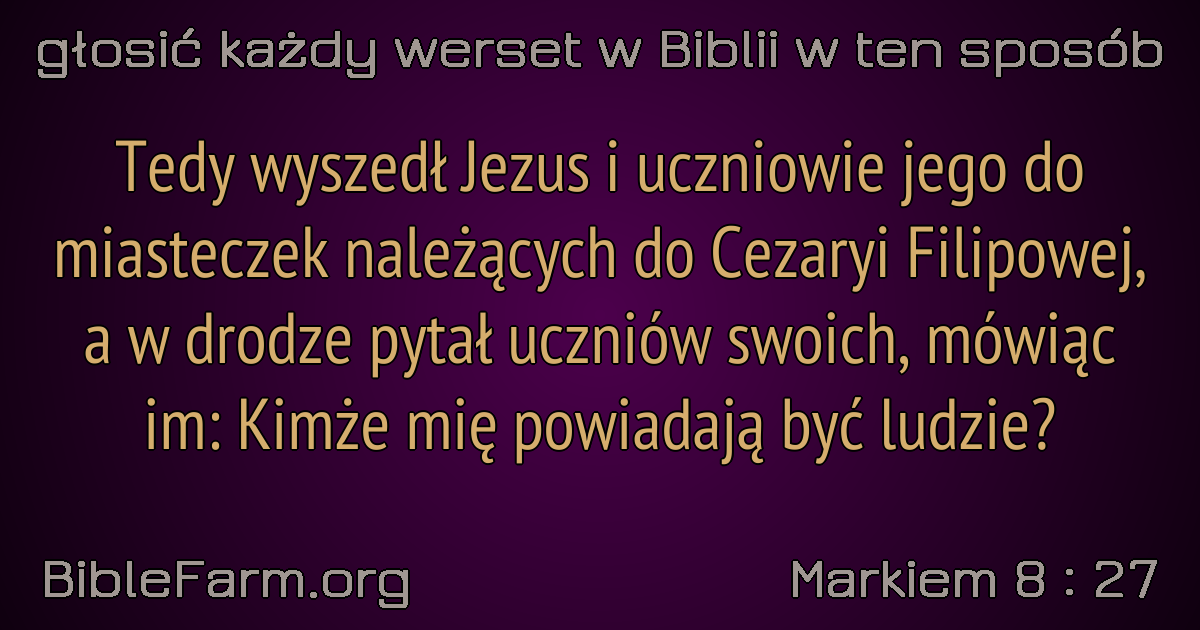 głosić każdy werset w Biblii w ten sposób
Tedy wyszedł Jezus i uczniowie jego do
miasteczek należących do Cezaryi Filipowej,
a w drodze pytał uczniów swoich, mówiąc
im: Kimże mię powiadają być ludzie?
BibleFarm.org
Markiem 8 : 27